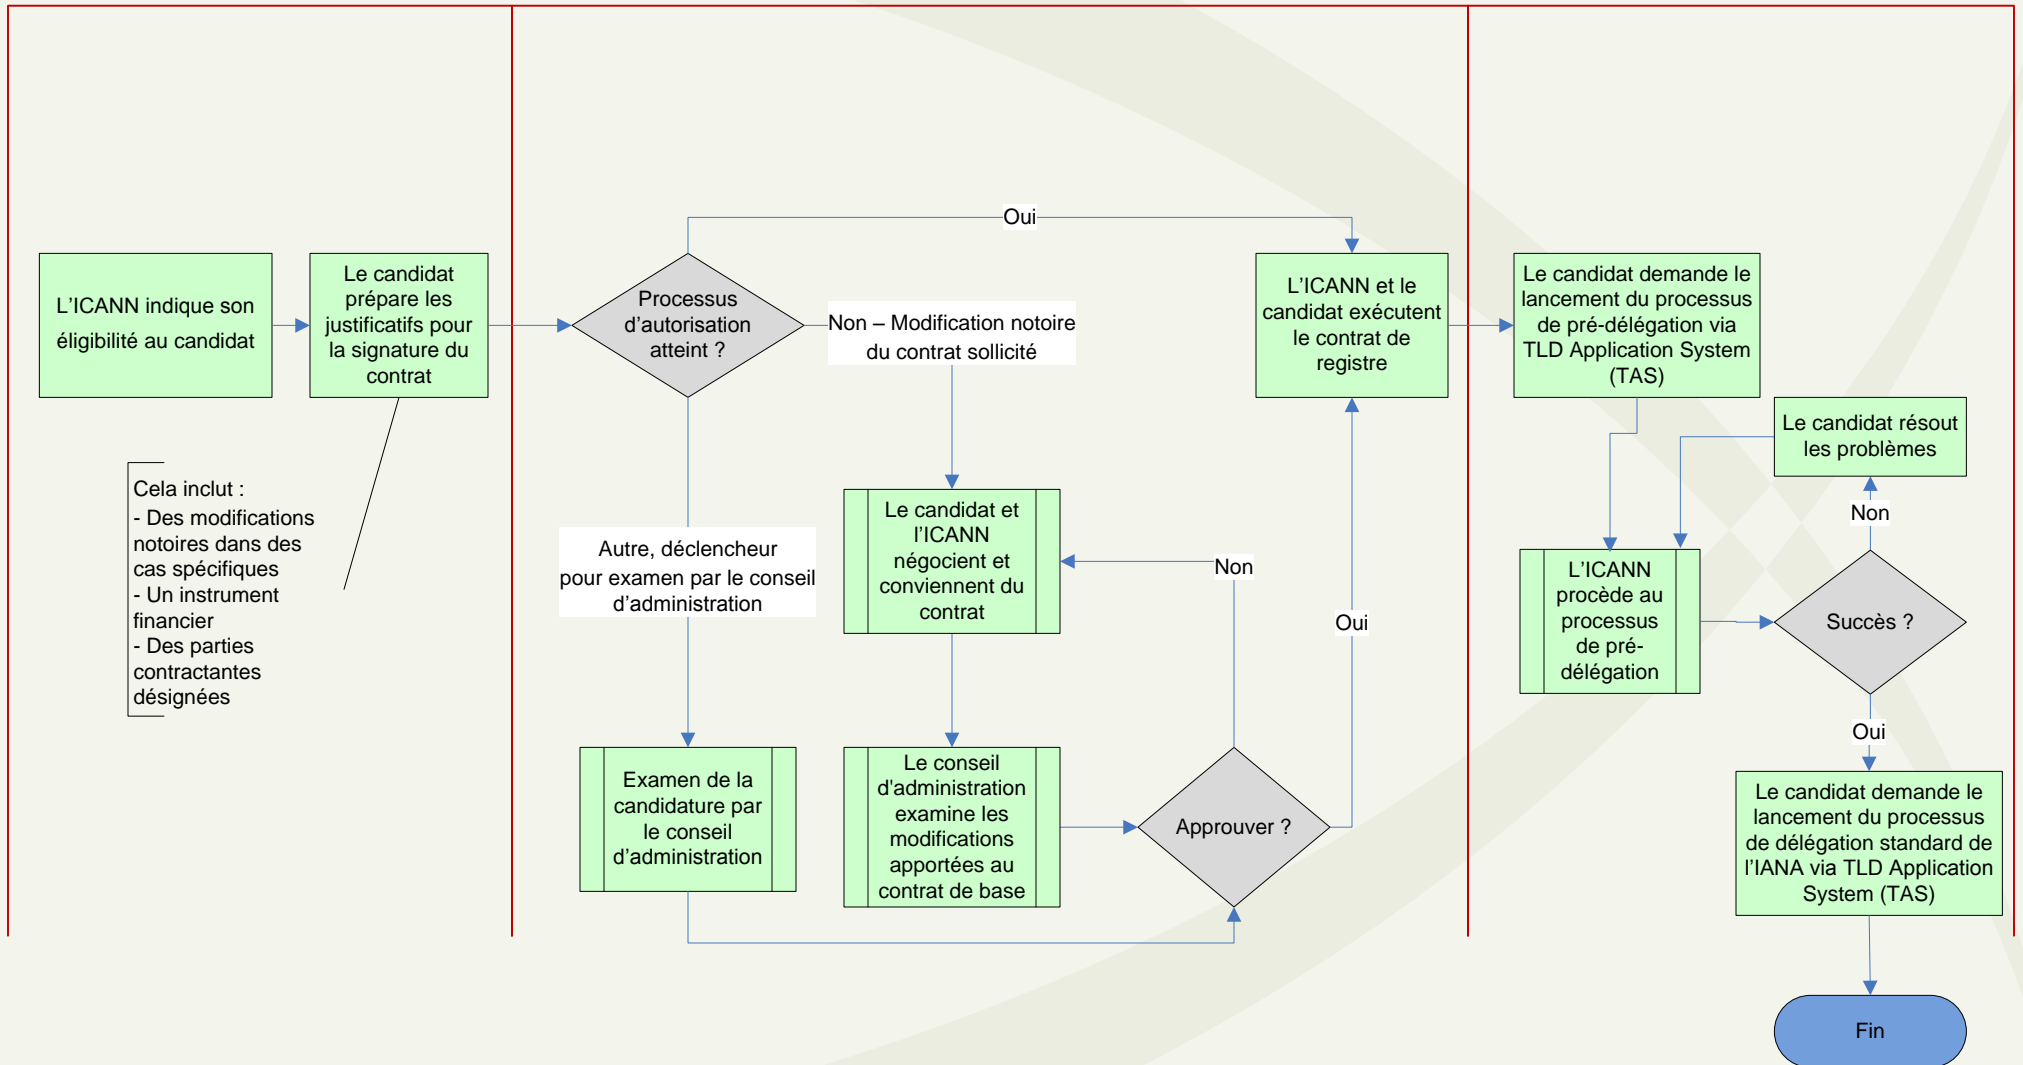 L’ICANN indique son
éligibilité au candidat
Le candidat
prépare les
justificatifs pour
la signature du
contrat
Cela inclut :
- Des modifications
notoires dans des
cas spécifiques
- Un instrument
financier
- Des parties
contractantes
désignées
Processus
d’autorisation
atteint ?
Oui
Non – Modification notoire
du contrat sollicité
Autre, déclencheur
pour examen par le conseil
d’administration
Le candidat et
l’ICANN
négocient et
conviennent du
contrat
Examen de la
candidature par
le conseil
d’administration
Le conseil
d'administration
examine les
modifications
apportées au
contrat de base
Approuver ?
Non
Oui
L’ICANN et le
candidat exécutent
le contrat de
registre
Le candidat demande le
lancement du processus
de pré-délégation via
TLD Application System
(TAS)
Le candidat résout
les problèmes
Non
L’ICANN
procède au
processus
de pré-
délégation
Succès ?
Oui
Le candidat demande le
lancement du processus
de délégation standard de
l’IANA via TLD Application
System (TAS)
Fin